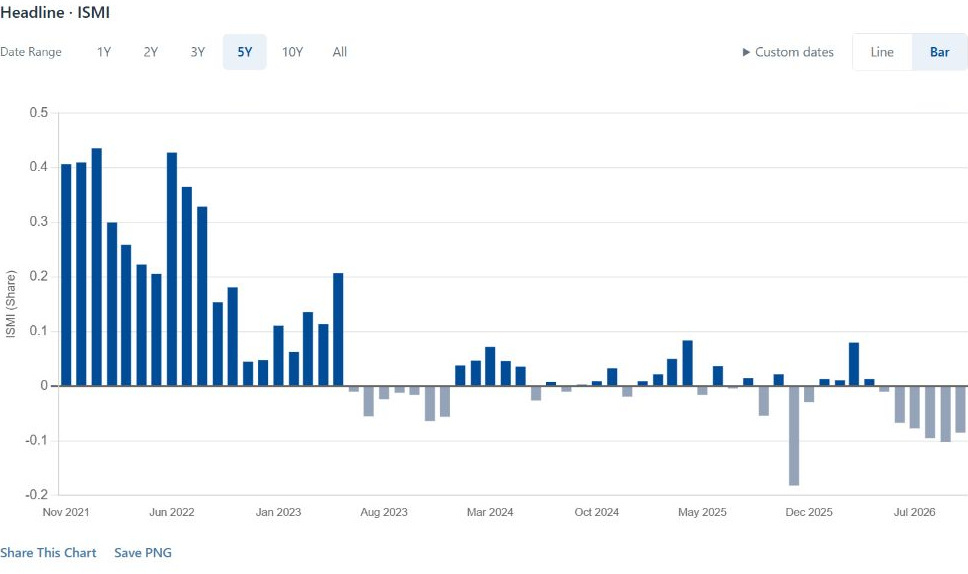 Headline · ISMI
Date Range 1Y 2Y 3Y 5Y 10Y All ▶ Custom dates Line Bar
0.5
0.4
0.3
0.2
0.1
0
-0.1
-0.2
ISMI (Share)
Nov 2021 Jun 2022 Jan 2023 Aug 2023 Mar 2024 Oct 2024 May 2025 Dec 2025 Jul 2026
Share This Chart Save PNG